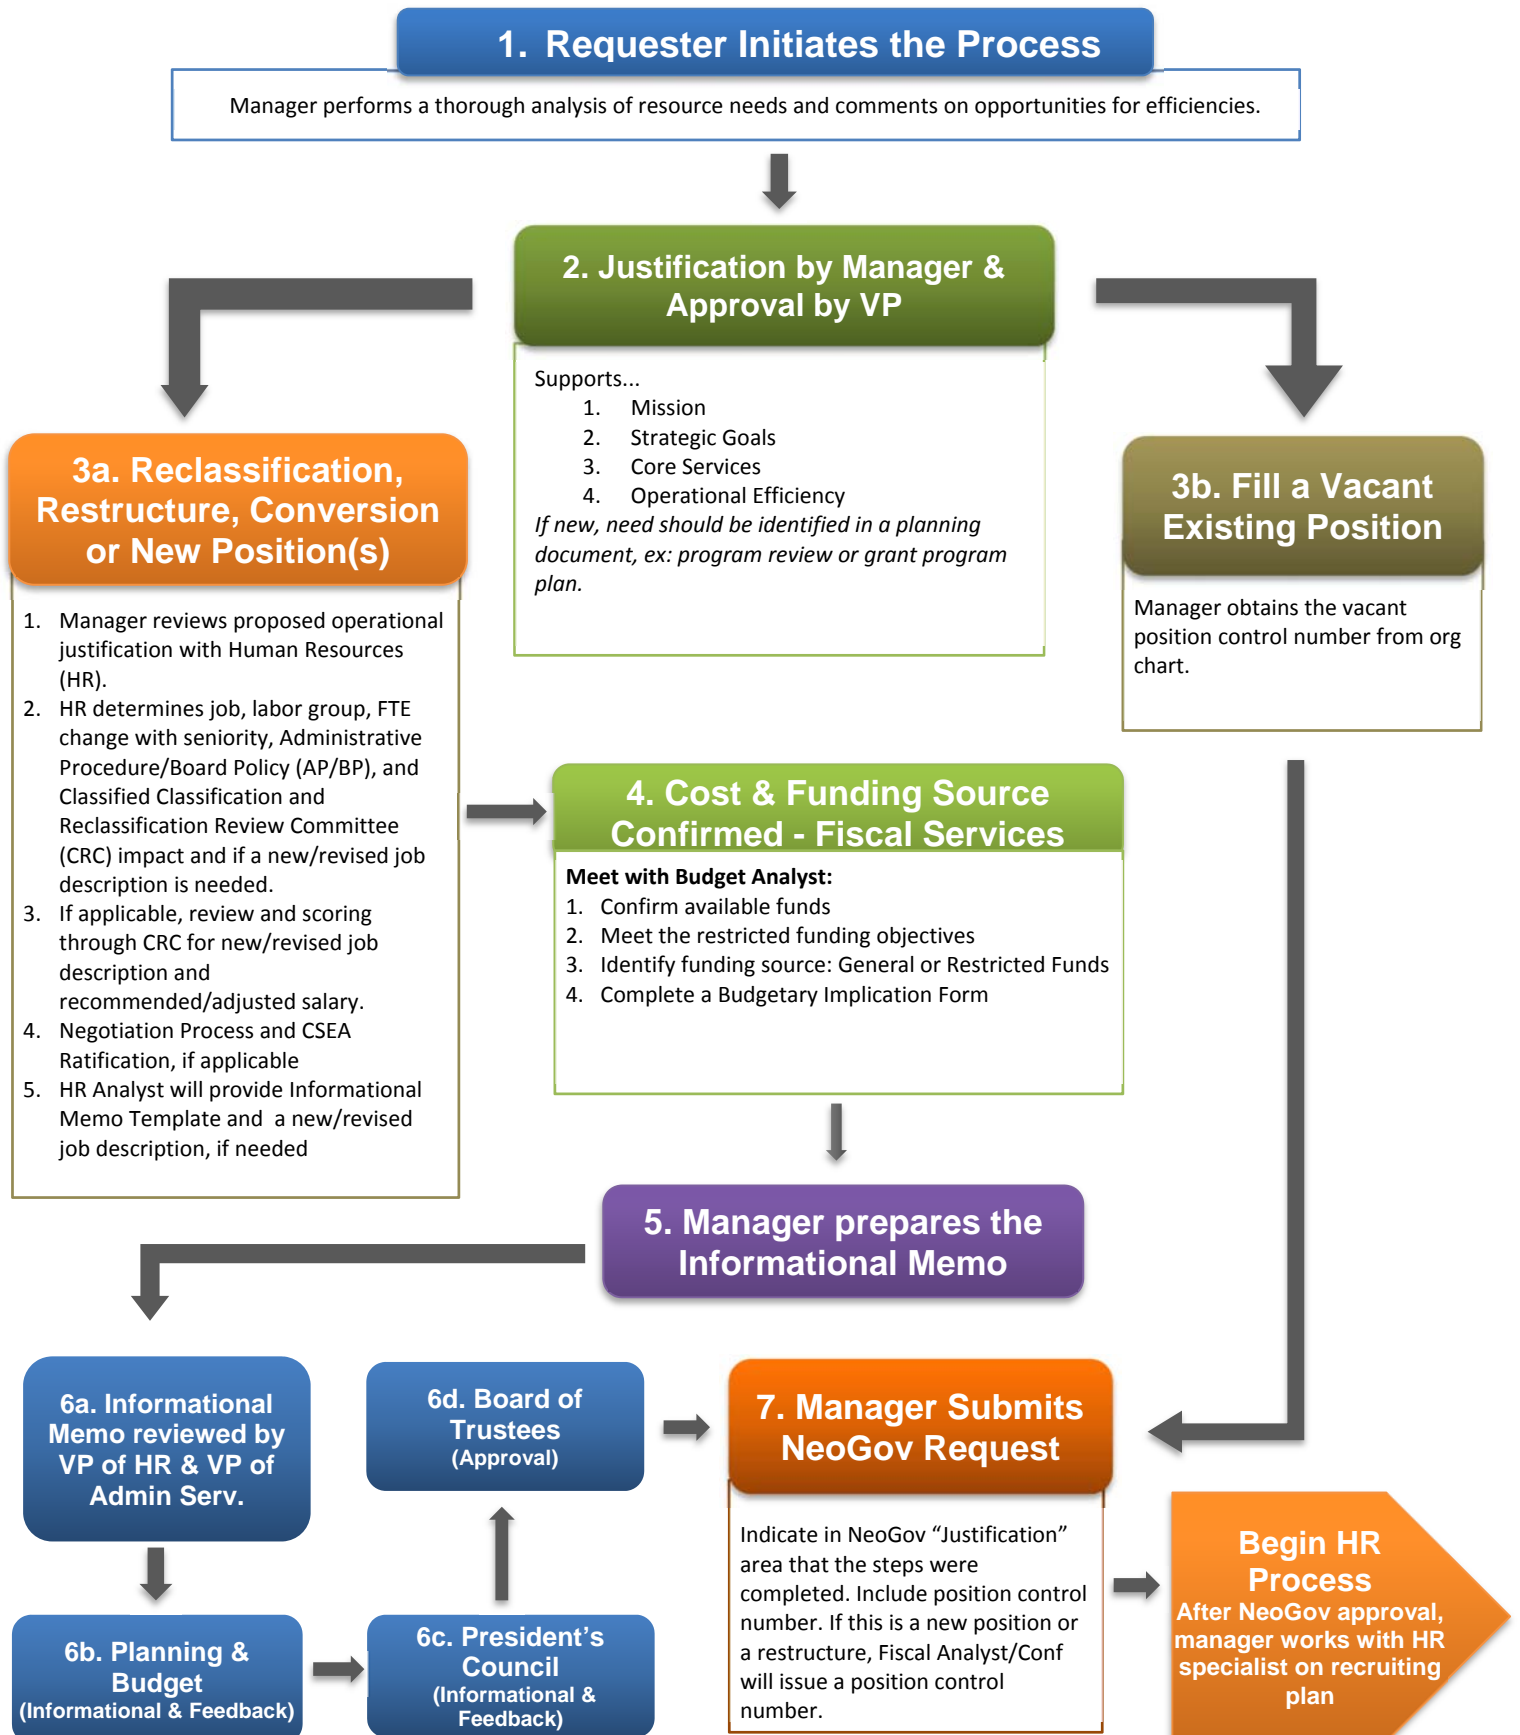 1. Requester Initiates the Process
Manager performs a thorough analysis of resource needs and comments on opportunities for efficiencies.
2. Justification by Manager &
Approval by VP
Supports...
1. Mission
2. Strategic Goals
3. Core Services
4. Operational Efficiency
If new, need should be identified in a planning
document, ex: program review or grant program
plan.
3a. Reclassification,
Restructure, Conversion
or New Position(s)
1. Manager reviews proposed operational
justification with Human Resources
(HR).
2. HR determines job, labor group, FTE
change with seniority, Administrative
Procedure/Board Policy (AP/BP), and
Classified Classification and
Reclassification Review Committee
(CRC) impact and if a new/revised job
description is needed.
3. If applicable, review and scoring
through CRC for new/revised job
description and
recommended/adjusted salary.
4. Negotiation Process and CSEA
Ratification, if applicable
5. HR Analyst will provide Informational
Memo Template and a new/revised
job description, if needed
3b. Fill a Vacant
Existing Position
Manager obtains the vacant
position control number from org
chart.
4. Cost & Funding Source
Confirmed - Fiscal Services
Meet with Budget Analyst:
1. Confirm available funds
2. Meet the restricted funding objectives
3. Identify funding source: General or Restricted Funds
4. Complete a Budgetary Implication Form
5. Manager prepares the
Informational Memo
6a. Informational
Memo reviewed by
VP of HR & VP of
Admin Serv.
6b. Planning &
Budget
(Informational & Feedback)
6c. President’s
Council
(Informational &
Feedback)
6d. Board of
Trustees
(Approval)
7. Manager Submits
NeoGov Request
Indicate in NeoGov “Justification”
area that the steps were
completed. Include position control
number. If this is a new position or
a restructure, Fiscal Analyst/Conf
will issue a position control
number.
Begin HR
Process
After NeoGov approval,
manager works with HR
specialist on recruiting
plan